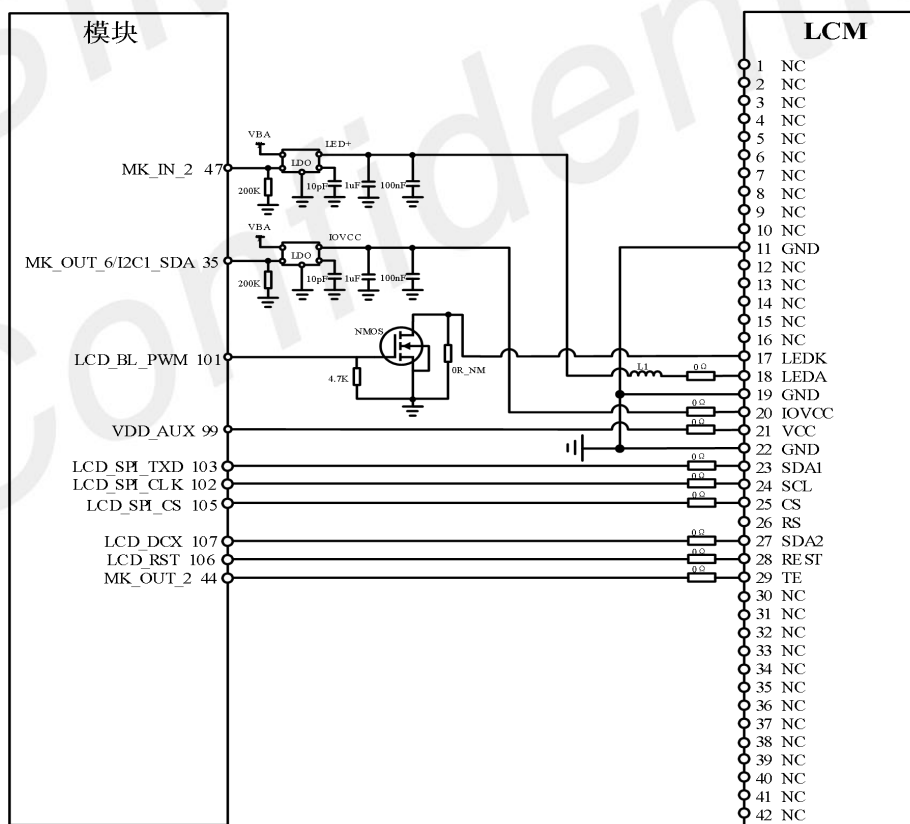 模块
LCM
1 NC
2 NC
3 NC
4 NC
5 NC
6 NC
7 NC
8 NC
9 NC
10 NC
11 GND
12 NC
13 NC
14 NC
15 NC
16 NC
17 LEDK
18 LEDA
19 GND
20 IOVCC
21 VCC
22 GND
23 SDA1
24 SCL
25 CS
26 RS
27 SDA2
28 REST
29 TE
30 NC
31 NC
32 NC
33 NC
34 NC
35 NC
36 NC
37 NC
38 NC
39 NC
40 NC
41 NC
42 NC
VBA
LED+
LDO
MK_IN_2 47
200K
10pF
1uF
100nF
VBA
IOVCC
LDO
MK_OUT_6/I2C1_SDA 35
200K
10pF
1uF
100nF
NMOS
LCD_BL_PWM 101
4.7K
0R_NM
L1
0Ω
0Ω
VDD_AUX 99
0Ω
LCD_SPI_TXD 103
0Ω
LCD_SPI_CLK 102
0Ω
LCD_SPI_CS 105
0Ω
LCD_DCX 107
0Ω
LCD_RST 106
0Ω
MK_OUT_2 44
0Ω
Confidenti